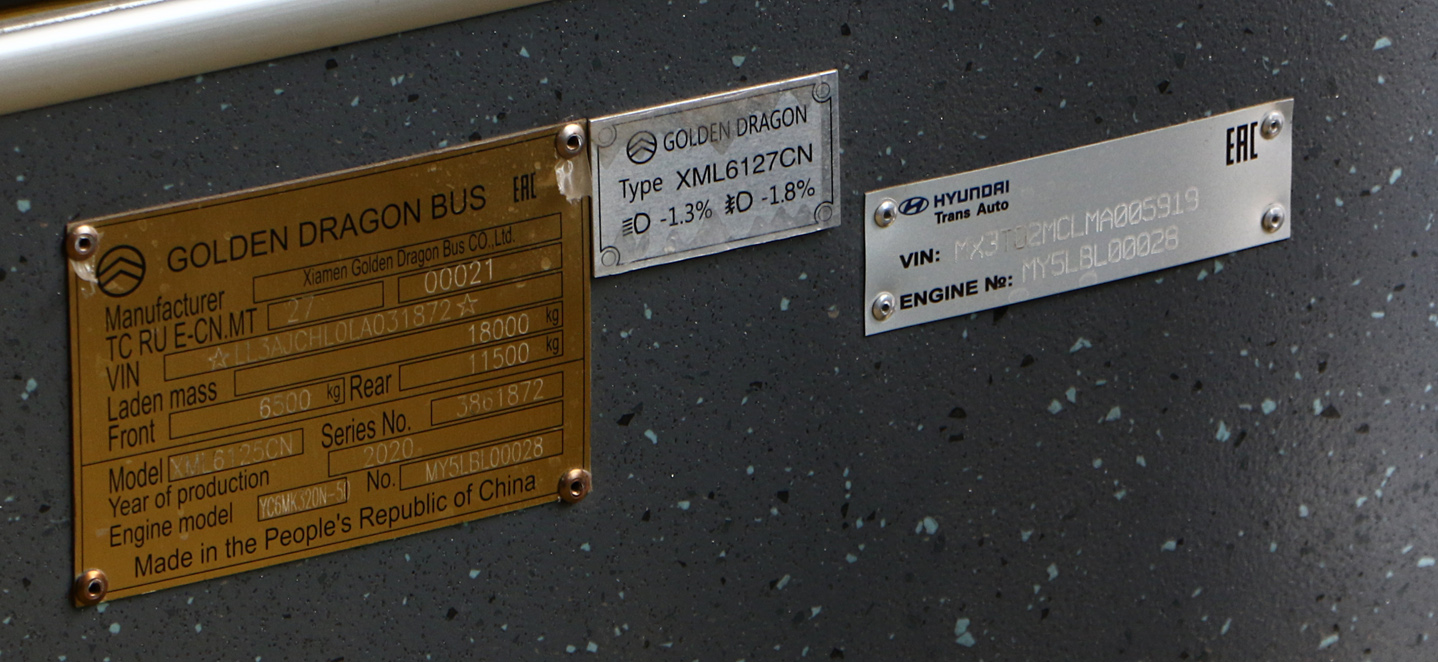 GOLDEN DRAGON BUS EAC
Manufacturer Xiamen Golden Dragon Bus CO.,Ltd.
TC RU E-CN.MT 27 00021
VIN ☆LL3AJCHL0LA031872☆
Laden mass 18000 kg
Front 6500 kg Rear 11500 kg
Model XML6125CN Series No. 3861872
Year of production 2020
Engine model YC6MK320N-50 No. MY5LBL00028
Made in the People's Republic of China
GOLDEN DRAGON
Type XML6127CN
-1.3% -1.8%
HYUNDAI EAC
Trans Auto
VIN: MX3TJ2MCLMA005919
ENGINE №: MY5LBL00028